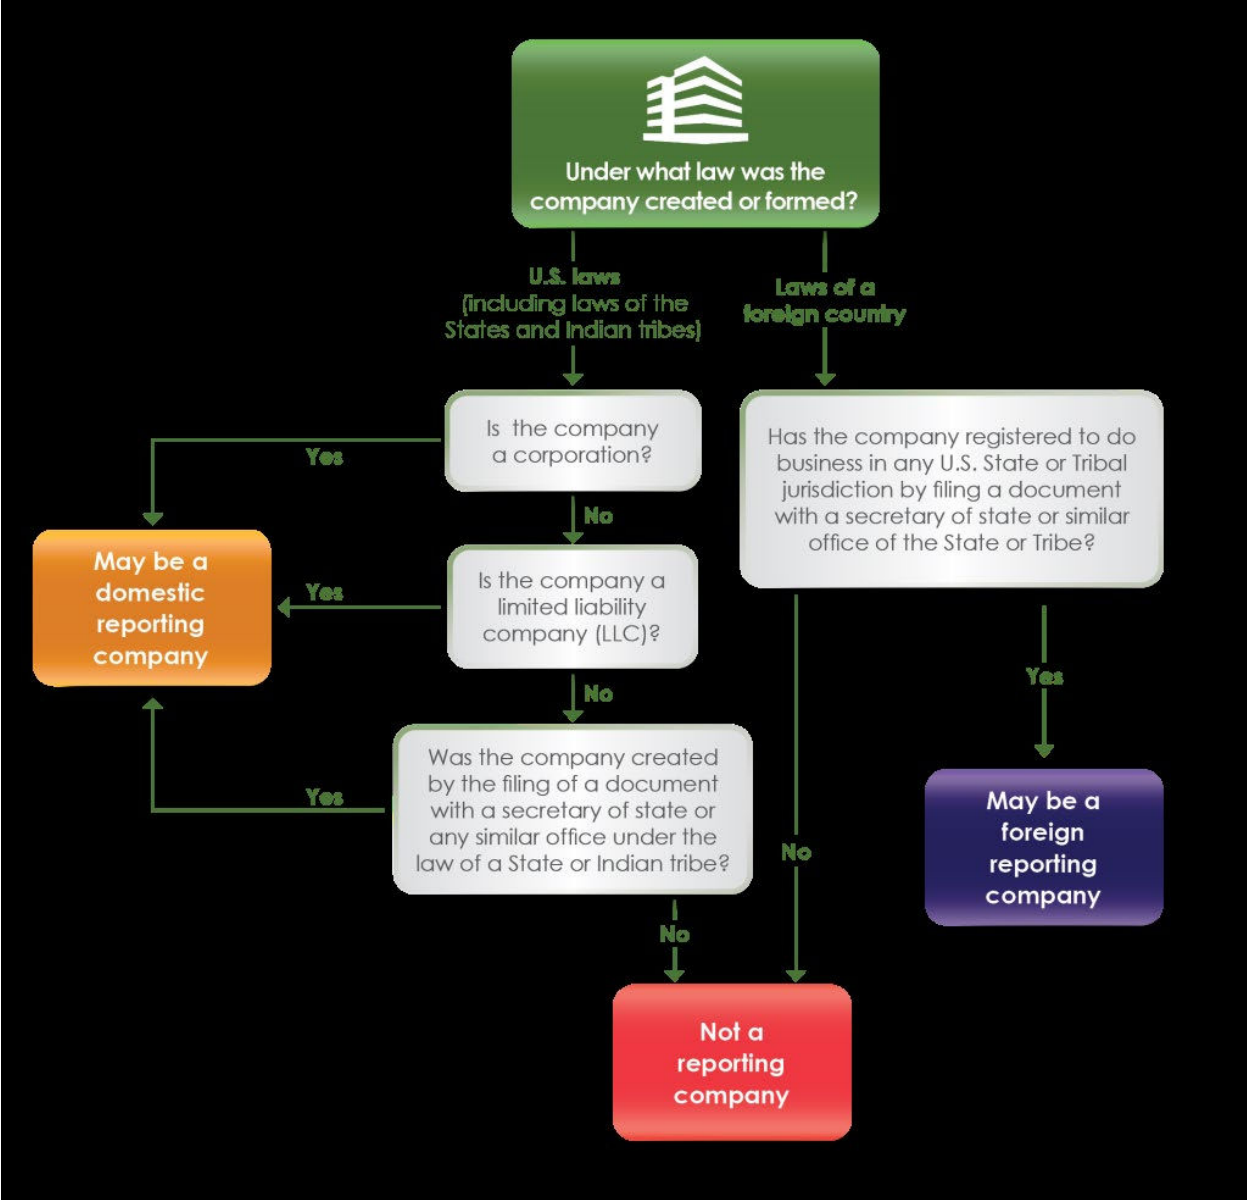 Under what law was the
company created or formed?
U.S. laws
(including laws of the
States and Indian tribes)
Laws of a
foreign country
Is the company
a corporation?
Has the company registered to do
business in any U.S. State or Tribal
jurisdiction by filing a document
with a secretary of state or similar
office of the State or Tribe?
Yes
No
May be a
domestic
reporting
company
Yes
Is the company a
limited liability
company (LLC)?
No
Yes
Was the company created
by the filing of a document
with a secretary of state or
any similar office under the
law of a State or Indian tribe?
Yes
No
No
May be a
foreign
reporting
company
Not a
reporting
company